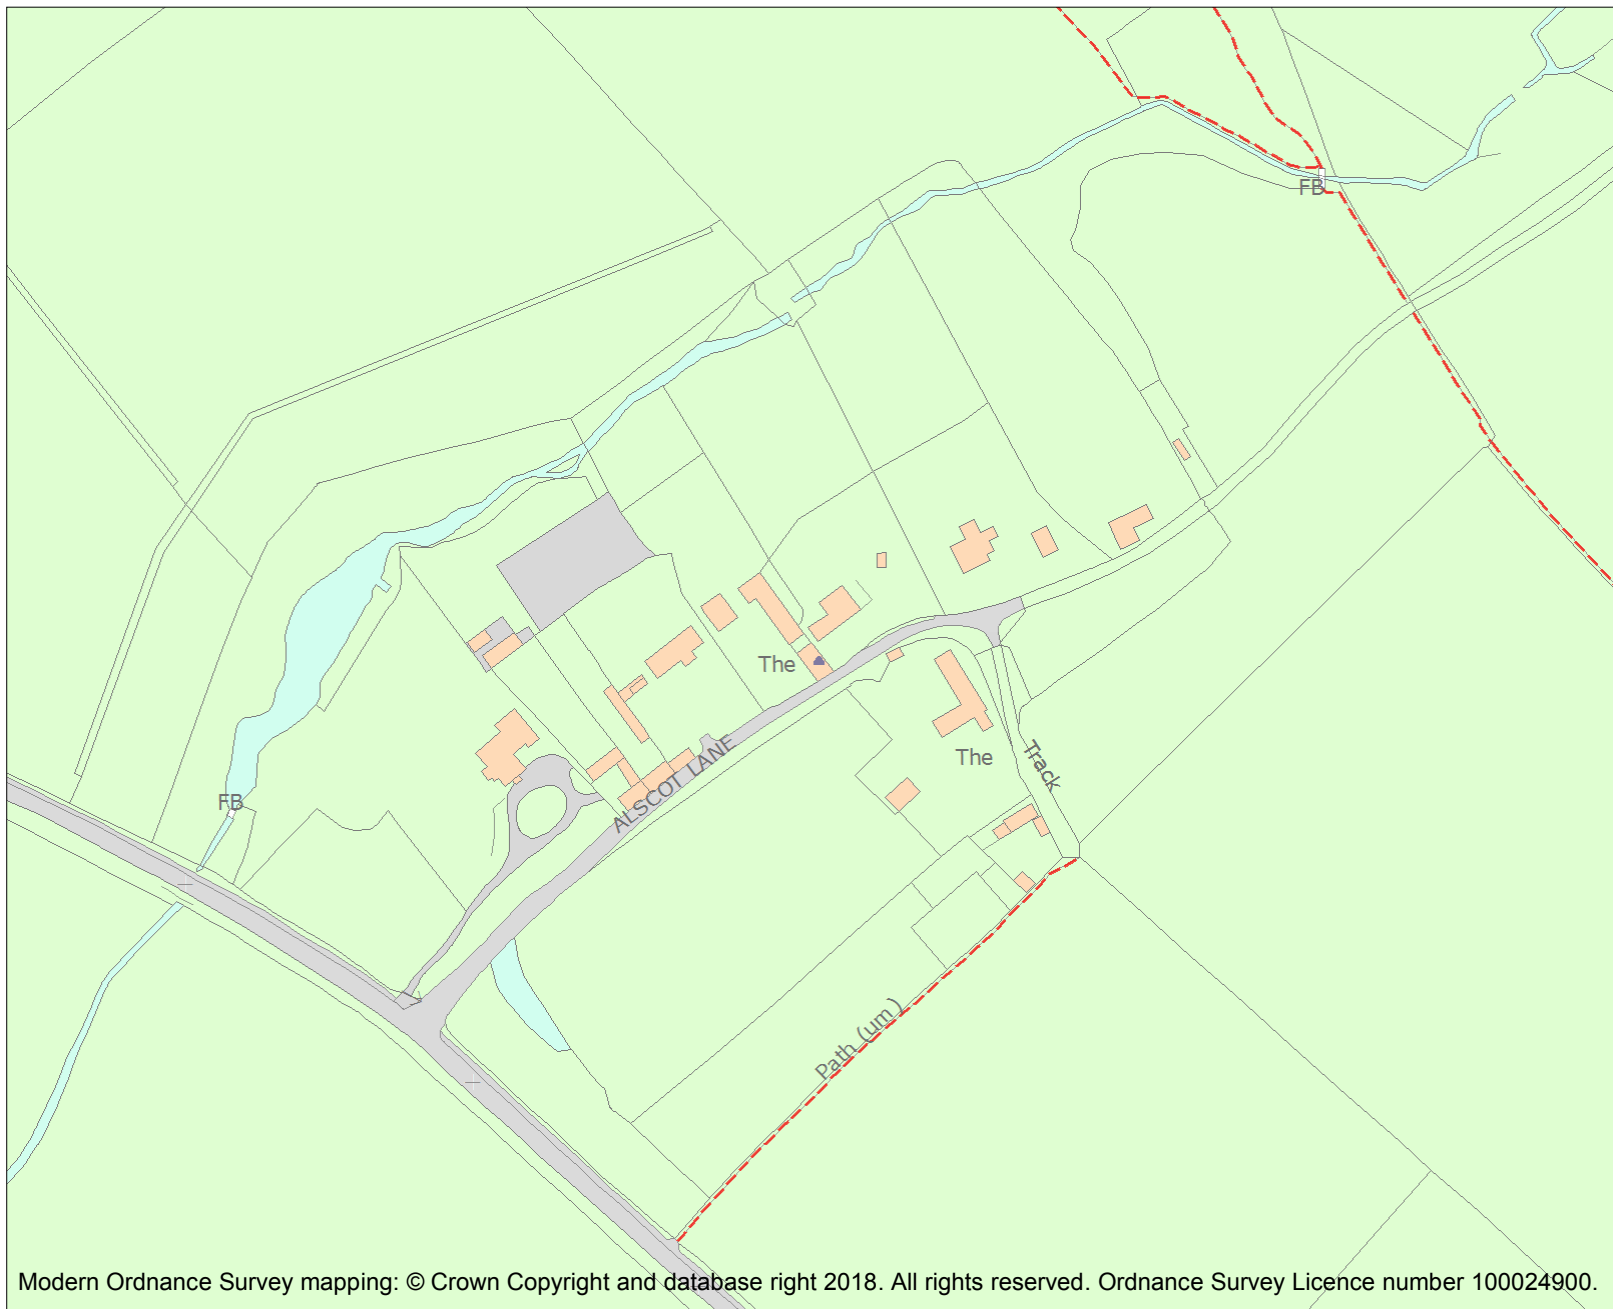 FB
The
The
Track
ALSCOT LANE
FB
Path (um)
Modern Ordnance Survey mapping: © Crown Copyright and database right 2018. All rights reserved. Ordnance Survey Licence number 100024900.